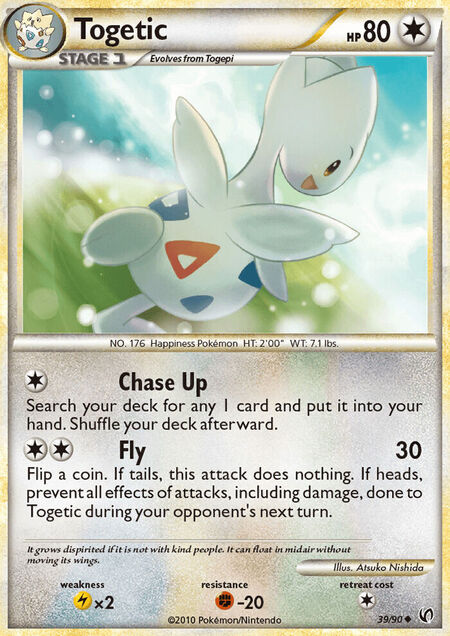 Togetic HP 80
STAGE 1 Evolves from Togepi
NO. 176 Happiness Pokémon HT: 2'00" WT: 7.1 lbs.
Chase Up
Search your deck for any 1 card and put it into your
hand. Shuffle your deck afterward.
Fly 30
Flip a coin. If tails, this attack does nothing. If heads,
prevent all effects of attacks, including damage, done to
Togetic during your opponent's next turn.
It grows dispirited if it is not with kind people. It can float in midair without
moving its wings.
Illus. Atsuko Nishida
weakness resistance retreat cost
×2 -20
©2010 Pokémon/Nintendo 39/90